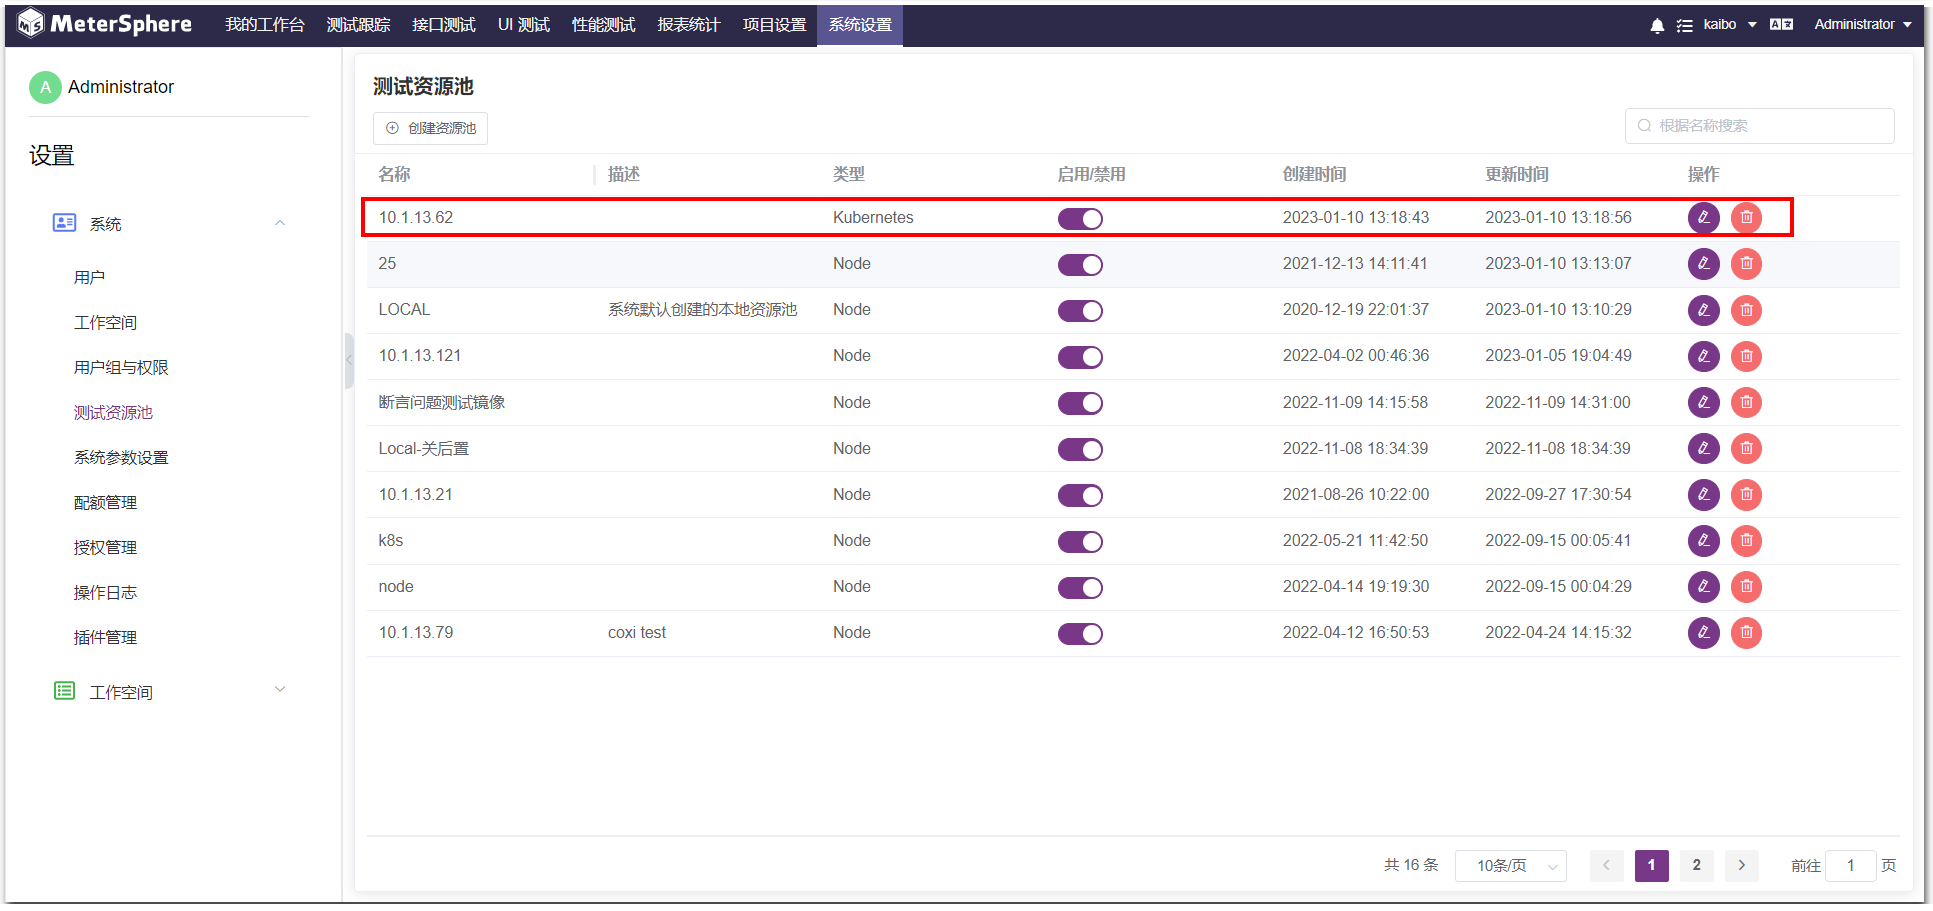 MeterSphere 我的工作台 测试跟踪 接口测试 UI 测试 性能测试 报表统计 项目设置 系统设置 kaibo Administrator
A Administrator
设置
系统
用户
工作空间
用户组与权限
测试资源池
系统参数设置
配额管理
授权管理
操作日志
插件管理
工作空间
测试资源池
创建资源池
根据名称搜索
名称 描述 类型 启用/禁用 创建时间 更新时间 操作
10.1.13.62 Kubernetes 2023-01-10 13:18:43 2023-01-10 13:18:56
25 Node 2021-12-13 14:11:41 2023-01-10 13:13:07
LOCAL 系统默认创建的本地资源池 Node 2020-12-19 22:01:37 2023-01-10 13:10:29
10.1.13.121 Node 2022-04-02 00:46:36 2023-01-05 19:04:49
断言问题测试镜像 Node 2022-11-09 14:15:58 2022-11-09 14:31:00
Local-关后置 Node 2022-11-08 18:34:39 2022-11-08 18:34:39
10.1.13.21 Node 2021-08-26 10:22:00 2022-09-27 17:30:54
k8s Node 2022-05-21 11:42:50 2022-09-15 00:05:41
node Node 2022-04-14 19:19:30 2022-09-15 00:04:29
10.1.13.79 coxi test Node 2022-04-12 16:50:53 2022-04-24 14:15:32
共 16 条 10条/页 1 2 前往 1 页